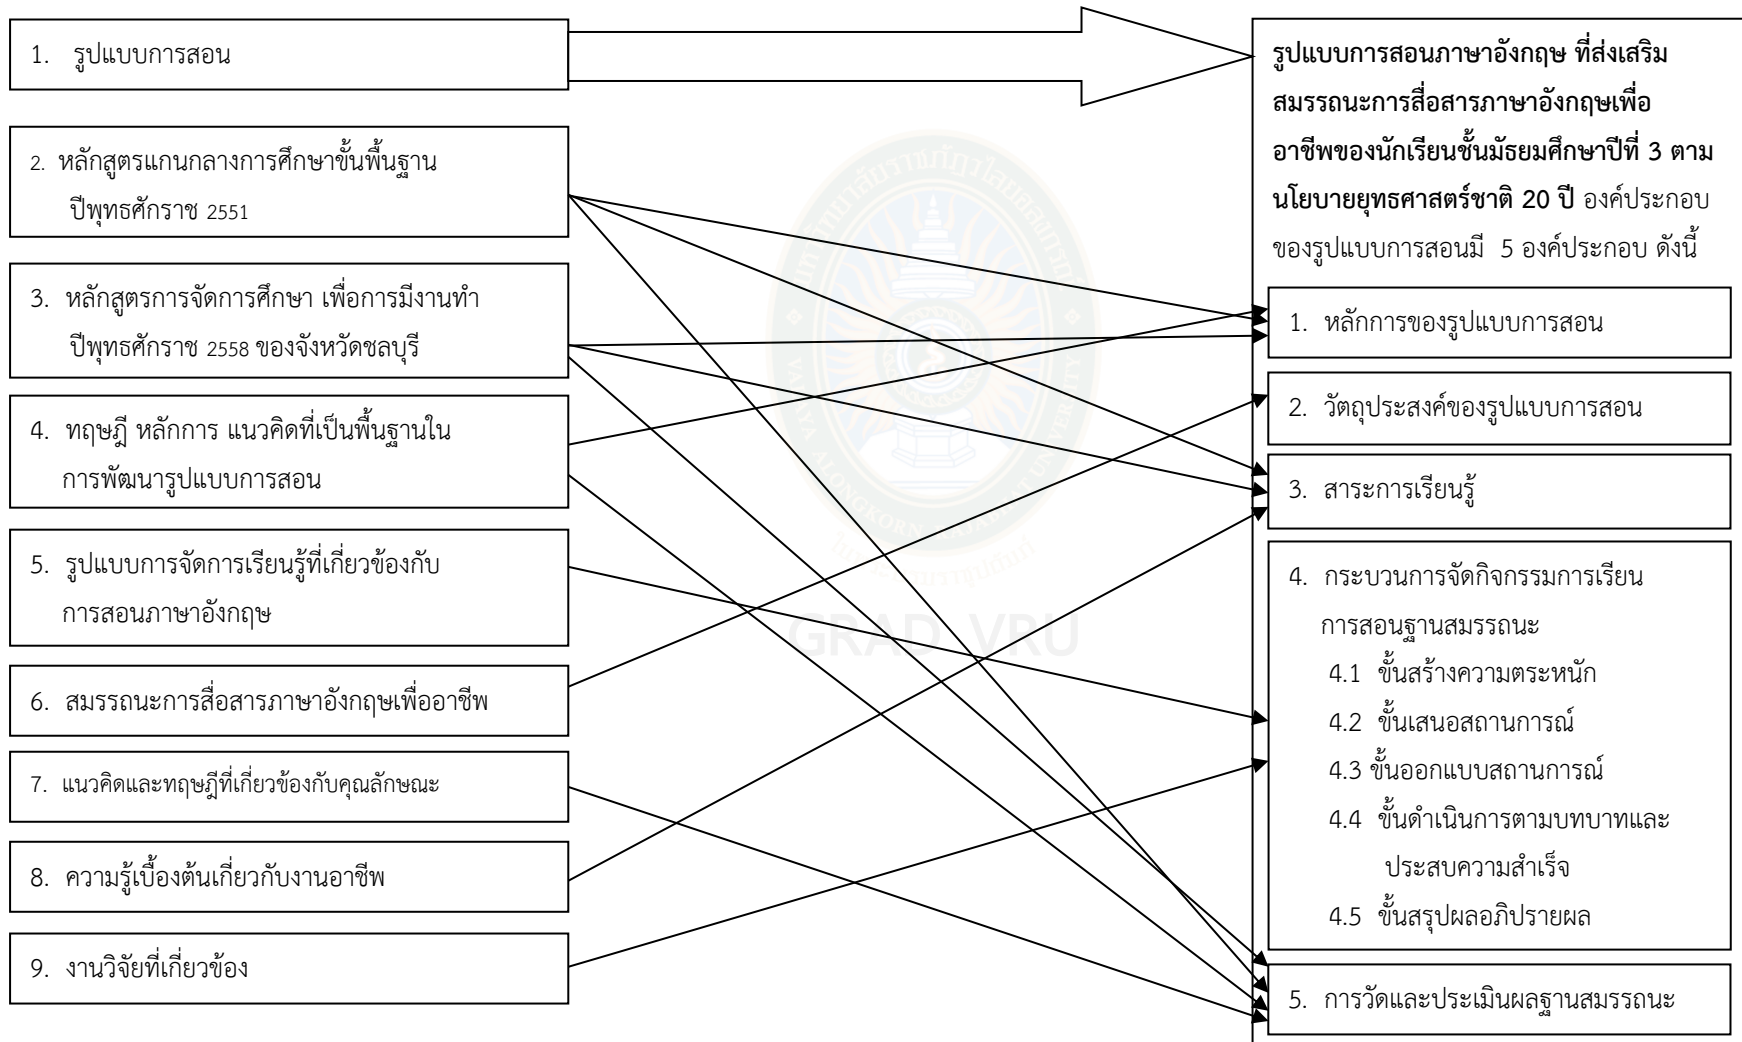 1. รูปแบบการสอน
2. หลักสูตรแกนกลางการศึกษาขั้นพื้นฐาน
ปีพุทธศักราช 2551
3. หลักสูตรการจัดการศึกษา เพื่อการมีงานทำ
ปีพุทธศักราช 2558 ของจังหวัดชลบุรี
4. ทฤษฎี หลักการ แนวคิดที่เป็นพื้นฐานใน
การพัฒนารูปแบบการสอน
5. รูปแบบการจัดการเรียนรู้ที่เกี่ยวข้องกับ
การสอนภาษาอังกฤษ
6. สมรรถนะการสื่อสารภาษาอังกฤษเพื่ออาชีพ
7. แนวคิดและทฤษฎีที่เกี่ยวข้องกับคุณลักษณะ
8. ความรู้เบื้องต้นเกี่ยวกับงานอาชีพ
9. งานวิจัยที่เกี่ยวข้อง
รูปแบบการสอนภาษาอังกฤษ ที่ส่งเสริม
สมรรถนะการสื่อสารภาษาอังกฤษเพื่อ
อาชีพของนักเรียนชั้นมัธยมศึกษาปีที่ 3 ตาม
นโยบายยุทธศาสตร์ชาติ 20 ปี องค์ประกอบ
ของรูปแบบการสอนมี 5 องค์ประกอบ ดังนี้
1. หลักการของรูปแบบการสอน
2. วัตถุประสงค์ของรูปแบบการสอน
3. สาระการเรียนรู้
4. กระบวนการจัดกิจกรรมการเรียน
การสอนฐานสมรรถนะ
4.1 ขั้นสร้างความตระหนัก
4.2 ขั้นเสนอสถานการณ์
4.3 ขั้นออกแบบสถานการณ์
4.4 ขั้นดำเนินการตามบทบาทและ
ประสบความสำเร็จ
4.5 ขั้นสรุปผลอภิปรายผล
5. การวัดและประเมินผลฐานสมรรถนะ
GRAD VRU